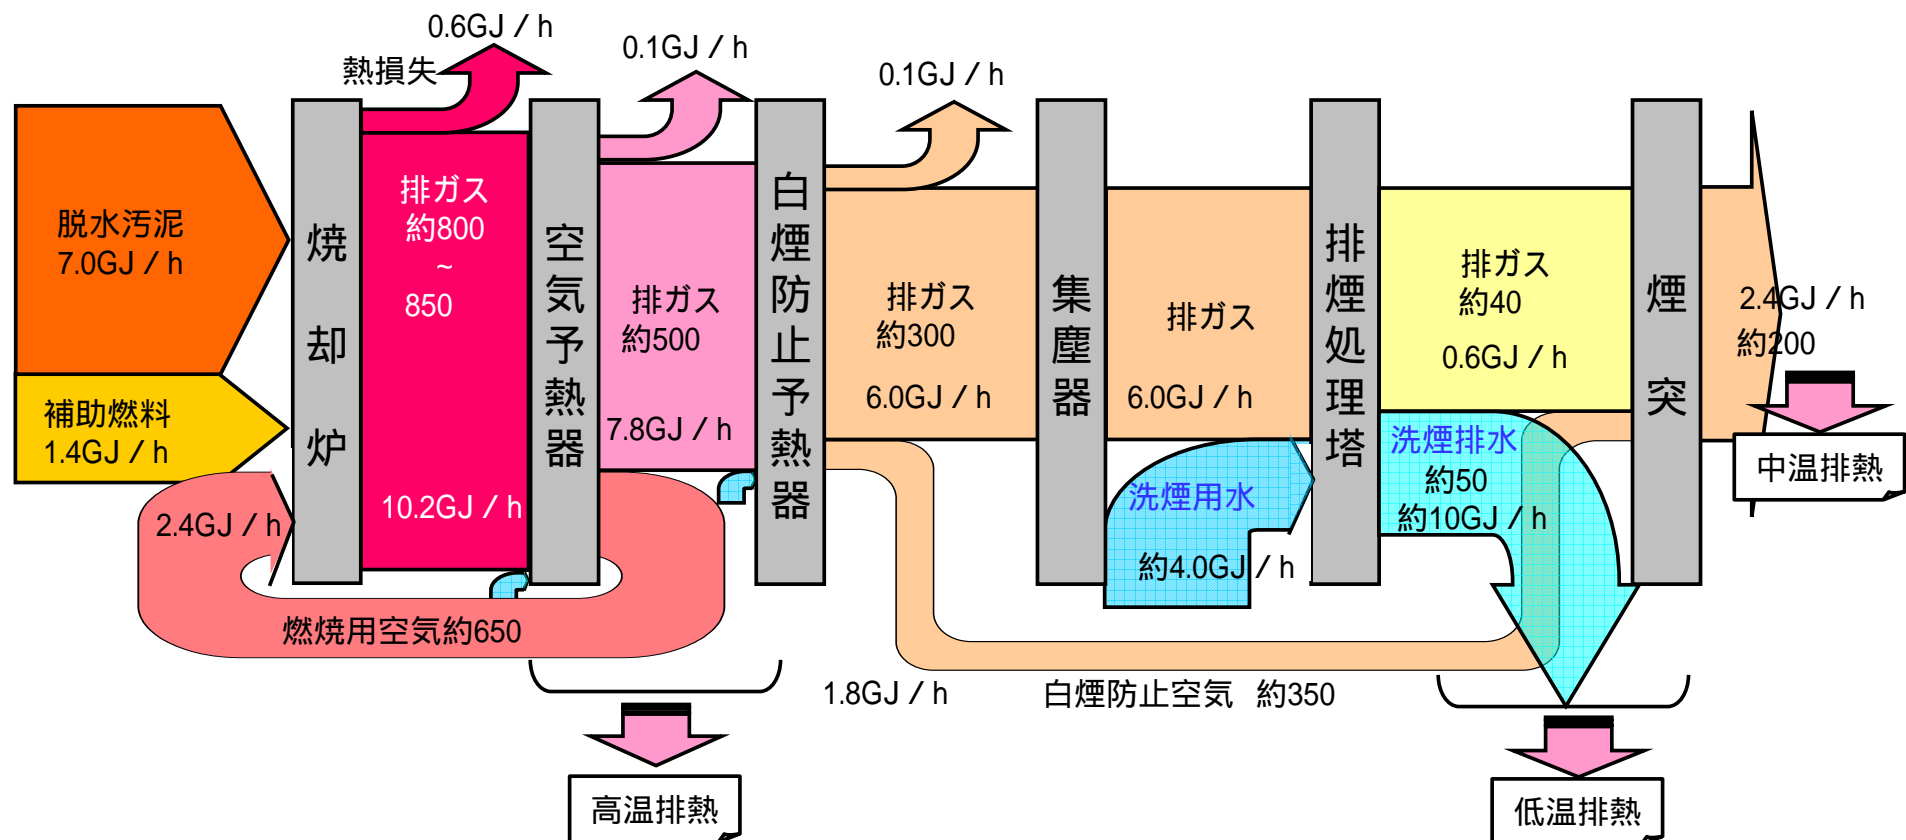 0.6GJ / h
熱損失
0.1GJ / h
0.1GJ / h
脱水汚泥
7.0GJ / h
補助燃料
1.4GJ / h
2.4GJ / h
焼却炉
排ガス
約800
~
850
10.2GJ / h
燃焼用空気約650
空気予熱器
排ガス
約500
7.8GJ / h
白煙防止予熱器
排ガス
約300
6.0GJ / h
集塵器
排ガス
6.0GJ / h
洗煙用水
約4.0GJ / h
排煙処理塔
排ガス
約40
0.6GJ / h
洗煙排水
約50
約10GJ / h
煙突
2.4GJ / h
約200
中温排熱
1.8GJ / h
白煙防止空気 約350
高温排熱
低温排熱